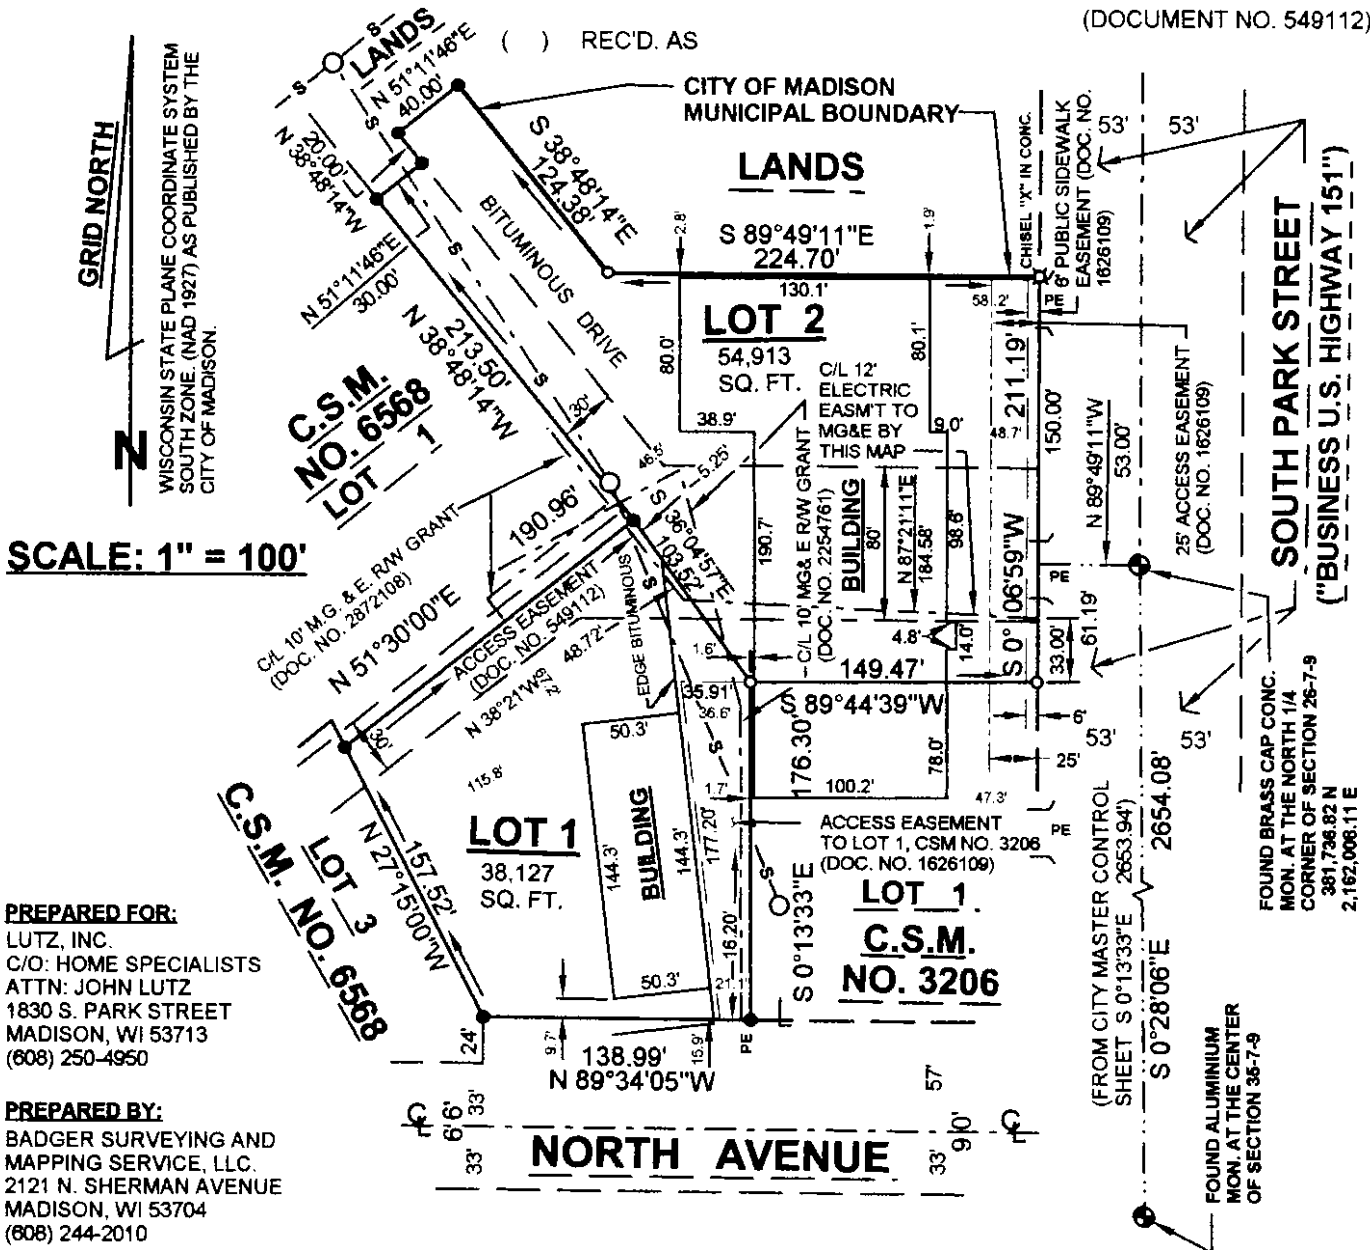 (DOCUMENT NO. 549112)
( ) REC'D. AS
LANDS
N 51°11'46"E
40.00'
CITY OF MADISON
MUNICIPAL BOUNDARY
GRID NORTH
N
WISCONSIN STATE PLANE COORDINATE SYSTEM
SOUTH ZONE. (NAD 1927) AS PUBLISHED BY THE
CITY OF MADISON.
SCALE: 1" = 100'
20.00'
N 38°48'14"W
N 51°11'46"E
30.00'
S 38°48'14"E
124.38'
BITUMINOUS DRIVE
213.50'
N 38°48'14"W
30'
LANDS
S 89°49'11"E
224.70'
2.8'
1.9'
130.1'
58.2'
CHISEL "X" IN CONC.
6' PUBLIC SIDEWALK
EASEMENT (DOC. NO.
1626109)
53'
53'
PE
LOT 2
54,913
SQ. FT.
80.0'
80.1'
38.9'
9.0'
48.7'
211.19'
S 0°06'59"W
150.00'
C/L 12'
ELECTRIC
EASM'T TO
MG&E BY
THIS MAP
C/L 10' MG& E R/W GRANT
(DOC. NO. 2254761)
BUILDING
80'
N 87°21'11"E
184.58'
98.6'
190.7'
N 89°49'11"W
53.00'
25' ACCESS EASEMENT
(DOC. NO. 1626109)
SOUTH PARK STREET
("BUSINESS U.S. HIGHWAY 151")
C.S.M.
NO. 6568
LOT 1
46.5'
5.25'
S 36°04'57"E
103.52'
190.96'
N 51°30'00"E
C/L 10' M.G. & E. R/W GRANT
(DOC. NO. 2872108)
ACCESS EASEMENT
(DOC. NO. 549112)
N 38°21'W
48.72'
EDGE BITUMINOUS
30'
1.6'
4.8'
14.0'
PE
33.00'
61.19'
149.47'
S 89°44'39"W
35.91'
36.6'
176.30'
78.0'
6'
25'
53'
53'
50.3'
115.8'
1.7'
100.2'
47.3'
PE
ACCESS EASEMENT
TO LOT 1, CSM NO. 3206
(DOC. NO. 1626109)
LOT 1
38,127
SQ. FT.
BUILDING
144.3'
144.3'
177.20'
16.20'
50.3'
21.1'
S 0°13'33"E
LOT 1
C.S.M.
NO. 3206
157.52'
N 27°15'00"W
LOT 3
C.S.M. NO. 6568
(FROM CITY MASTER CONTROL
SHEET S 0°13'33"E 2653.94')
S 0°28'06"E 2654.08'
FOUND BRASS CAP CONC.
MON. AT THE NORTH 1/4
CORNER OF SECTION 26-7-9
381,736.82 N
2,162,006.11 E
FOUND ALUMINIUM
MON. AT THE CENTER
OF SECTION 35-7-9
24'
9.7'
138.99'
N 89°34'05"W
15.9'
PE
57'
66'
33'
33'
NORTH AVENUE
33'
90'
PREPARED FOR:
LUTZ, INC.
C/O: HOME SPECIALISTS
ATTN: JOHN LUTZ
1830 S. PARK STREET
MADISON, WI 53713
(608) 250-4950
PREPARED BY:
BADGER SURVEYING AND
MAPPING SERVICE, LLC.
2121 N. SHERMAN AVENUE
MADISON, WI 53704
(608) 244-2010